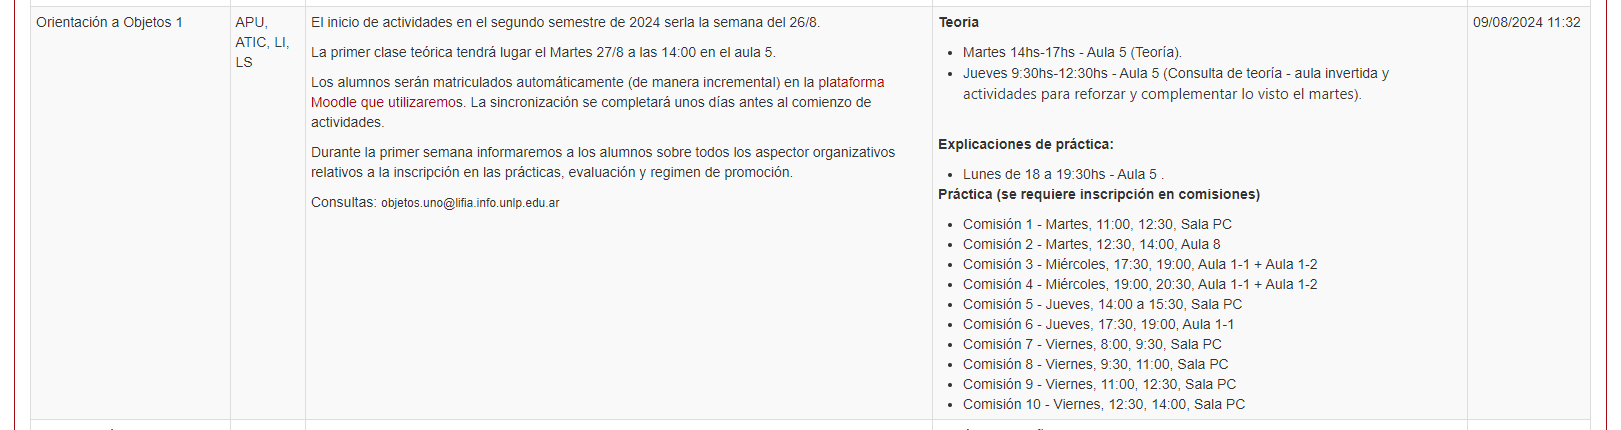 Orientación a Objetos 1
APU,
ATIC, LI,
LS
El inicio de actividades en el segundo semestre de 2024 serla la semana del 26/8.
La primer clase teórica tendrá lugar el Martes 27/8 a las 14:00 en el aula 5.
Los alumnos serán matriculados automáticamente (de manera incremental) en la plataforma
Moodle que utilizaremos. La sincronización se completará unos días antes al comienzo de
actividades.
Durante la primer semana informaremos a los alumnos sobre todos los aspector organizativos
relativos a la inscripción en las prácticas, evaluación y regimen de promoción.
Consultas: objetos.uno@lifia.info.unlp.edu.ar
Teoria
• Martes 14hs-17hs - Aula 5 (Teoría).
• Jueves 9:30hs-12:30hs - Aula 5 (Consulta de teoría - aula invertida y
actividades para reforzar y complementar lo visto el martes).
Explicaciones de práctica:
• Lunes de 18 a 19:30hs - Aula 5 .
Práctica (se requiere inscripción en comisiones)
• Comisión 1 - Martes, 11:00, 12:30, Sala PC
• Comisión 2 - Martes, 12:30, 14:00, Aula 8
• Comisión 3 - Miércoles, 17:30, 19:00, Aula 1-1 + Aula 1-2
• Comisión 4 - Miércoles, 19:00, 20:30, Aula 1-1 + Aula 1-2
• Comisión 5 - Jueves, 14:00 a 15:30, Sala PC
• Comisión 6 - Jueves, 17:30, 19:00, Aula 1-1
• Comisión 7 - Viernes, 8:00, 9:30, Sala PC
• Comisión 8 - Viernes, 9:30, 11:00, Sala PC
• Comisión 9 - Viernes, 11:00, 12:30, Sala PC
• Comisión 10 - Viernes, 12:30, 14:00, Sala PC
09/08/2024 11:32